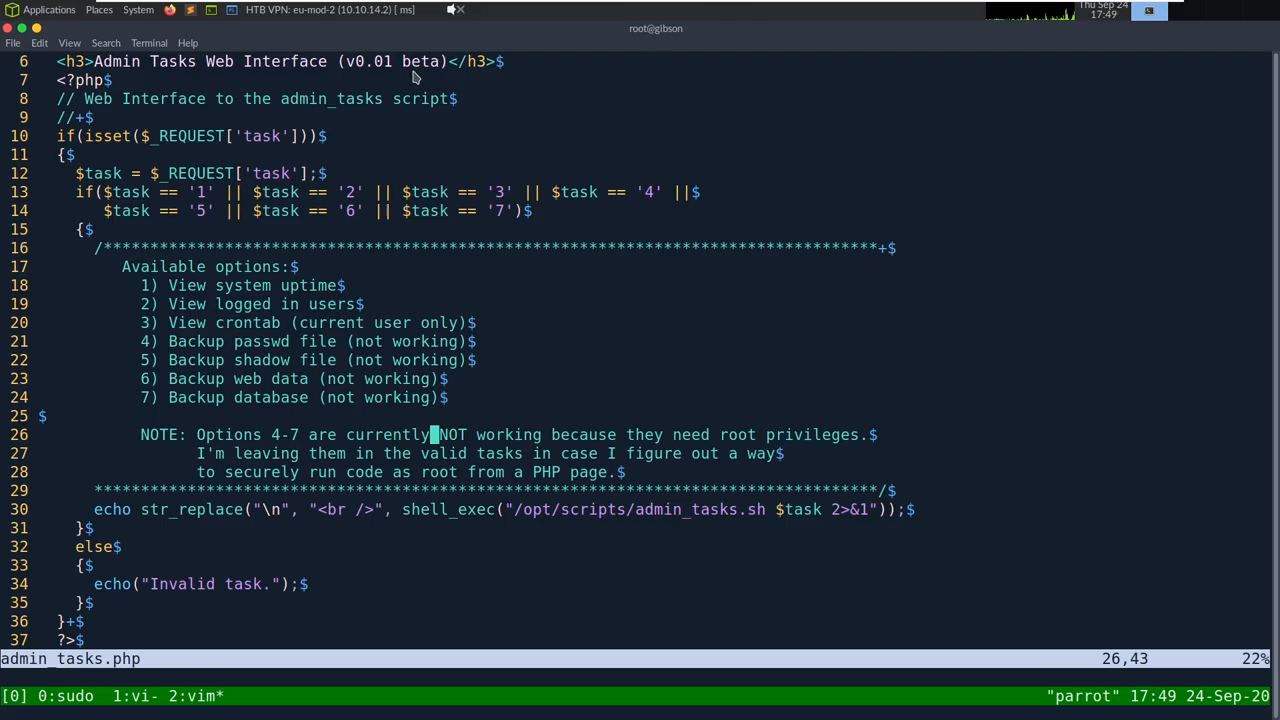 Applications Places System HTB VPN: eu-mod-2 (10.10.14.2) [ ms] Thu Sep 24
17:49
root@gibson
File Edit View Search Terminal Help
6 <h3>Admin Tasks Web Interface (v0.01 beta)</h3>$
7 <?php$
8 // Web Interface to the admin_tasks script$
9 //+$
10 if(isset($_REQUEST['task']))$
11 {$
12 $task = $_REQUEST['task'];$
13 if($task == '1' || $task == '2' || $task == '3' || $task == '4' ||$
14 $task == '5' || $task == '6' || $task == '7')$
15 {$
16 /***********************************************************************************+$
17 Available options:$
18 1) View system uptime$
19 2) View logged in users$
20 3) View crontab (current user only)$
21 4) Backup passwd file (not working)$
22 5) Backup shadow file (not working)$
23 6) Backup web data (not working)$
24 7) Backup database (not working)$
25 $
26 NOTE: Options 4-7 are currently NOT working because they need root privileges.$
27 I'm leaving them in the valid tasks in case I figure out a way$
28 to securely run code as root from a PHP page.$
29 ************************************************************************************/$
30 echo str_replace("\n", "<br />", shell_exec("/opt/scripts/admin_tasks.sh $task 2>&1"));$
31 }$
32 else$
33 {$
34 echo("Invalid task.");$
35 }$
36 }+$
37 ?>$
admin_tasks.php 26,43 22%
[0] 0:sudo 1:vi- 2:vim* "parrot" 17:49 24-Sep-20